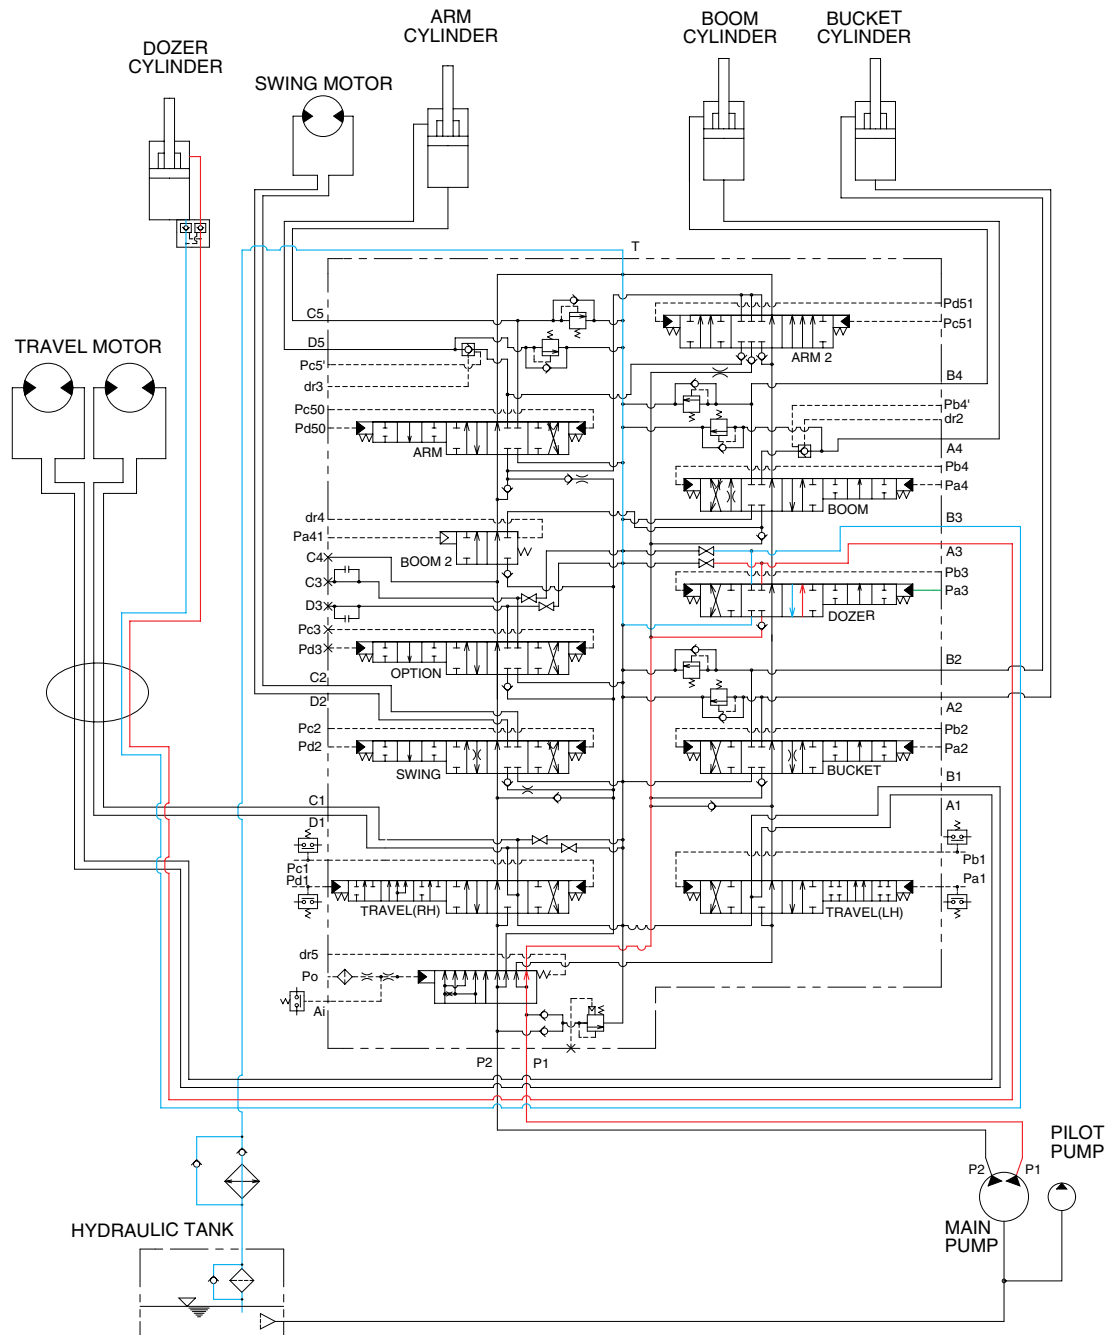 ARM
CYLINDER
BOOM
CYLINDER
BUCKET
CYLINDER
DOZER
CYLINDER
SWING MOTOR
TRAVEL MOTOR
T
C5
D5
Pc5'
dr3
Pc50
Pd50
ARM
Pd51
Pc51
ARM 2
B4
Pb4'
dr2
A4
Pb4
Pa4
BOOM
dr4
Pa41
BOOM 2
C4
C3
D3
Pc3
Pd3
OPTION
B3
A3
Pb3
Pa3
DOZER
C2
D2
Pc2
Pd2
SWING
B2
A2
Pb2
Pa2
BUCKET
C1
D1
Pc1
Pd1
TRAVEL(RH)
B1
A1
Pb1
Pa1
TRAVEL(LH)
dr5
Po
Ai
P2
P1
P2
P1
PILOT
PUMP
MAIN
PUMP
HYDRAULIC TANK